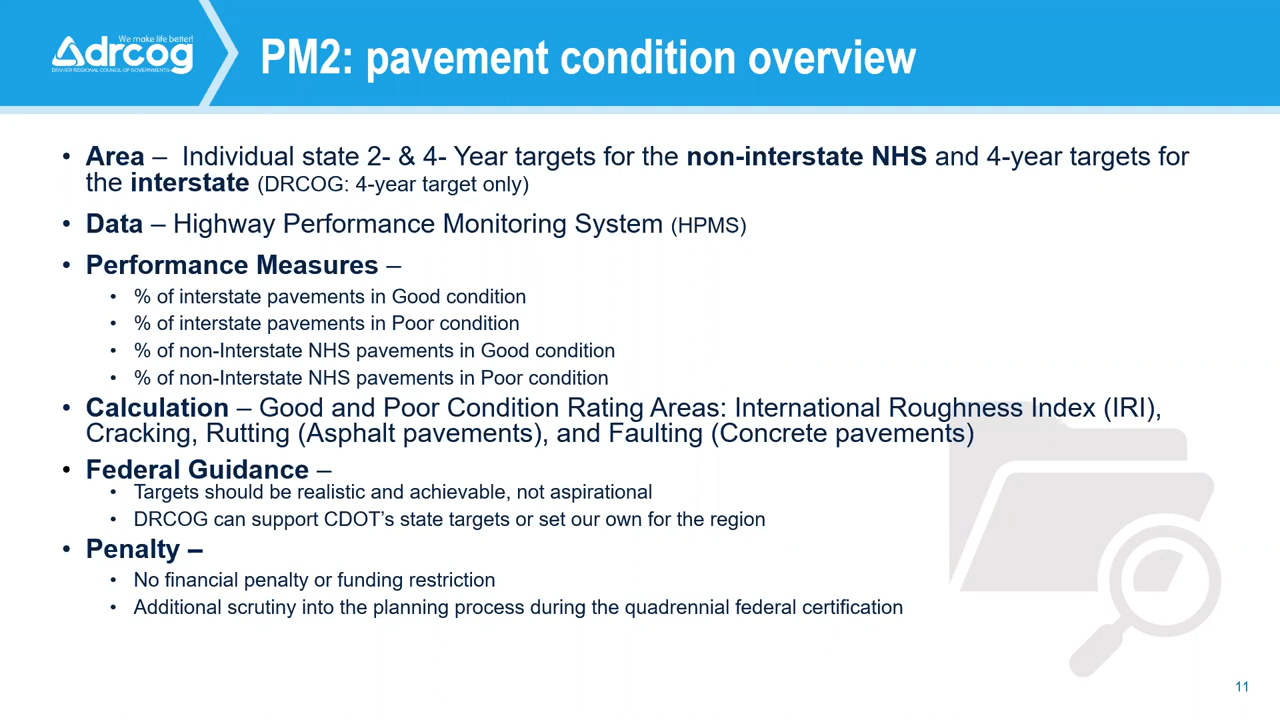 We make life better!
drcog
DENVER REGIONAL COUNCIL OF GOVERNMENTS
PM2: pavement condition overview
• Area – Individual state 2- & 4- Year targets for the non-interstate NHS and 4-year targets for
the interstate (DRCOG: 4-year target only)
• Data – Highway Performance Monitoring System (HPMS)
• Performance Measures –
• % of interstate pavements in Good condition
• % of interstate pavements in Poor condition
• % of non-Interstate NHS pavements in Good condition
• % of non-Interstate NHS pavements in Poor condition
• Calculation – Good and Poor Condition Rating Areas: International Roughness Index (IRI),
Cracking, Rutting (Asphalt pavements), and Faulting (Concrete pavements)
• Federal Guidance –
• Targets should be realistic and achievable, not aspirational
• DRCOG can support CDOT’s state targets or set our own for the region
• Penalty –
• No financial penalty or funding restriction
• Additional scrutiny into the planning process during the quadrennial federal certification
11